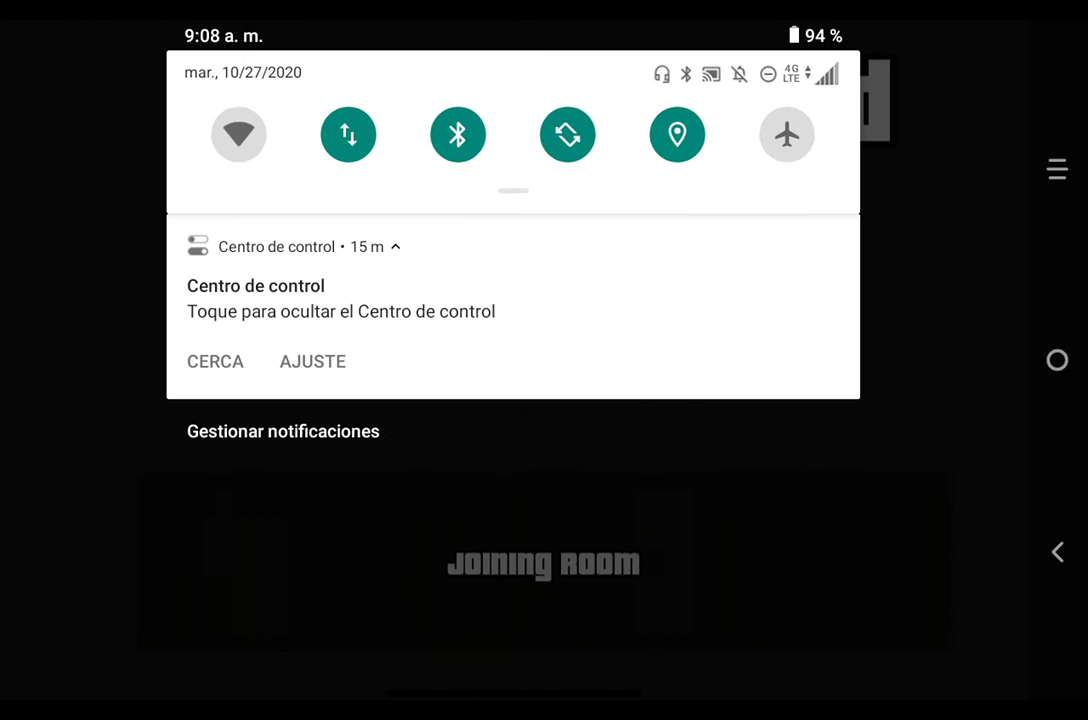 9:08 a. m.
94 %
mar., 10/27/2020
4G
LTE
Centro de control • 15 m
Centro de control
Toque para ocultar el Centro de control
CERCA
AJUSTE
Gestionar notificaciones
Joining Room